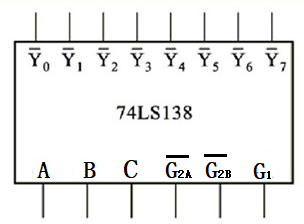 Y̅₀ Y̅₁ Y̅₂ Y̅₃ Y̅₄ Y̅₅ Y̅₆ Y̅₇
74LS138
A B C G̅₂ₐ G̅₂B G₁